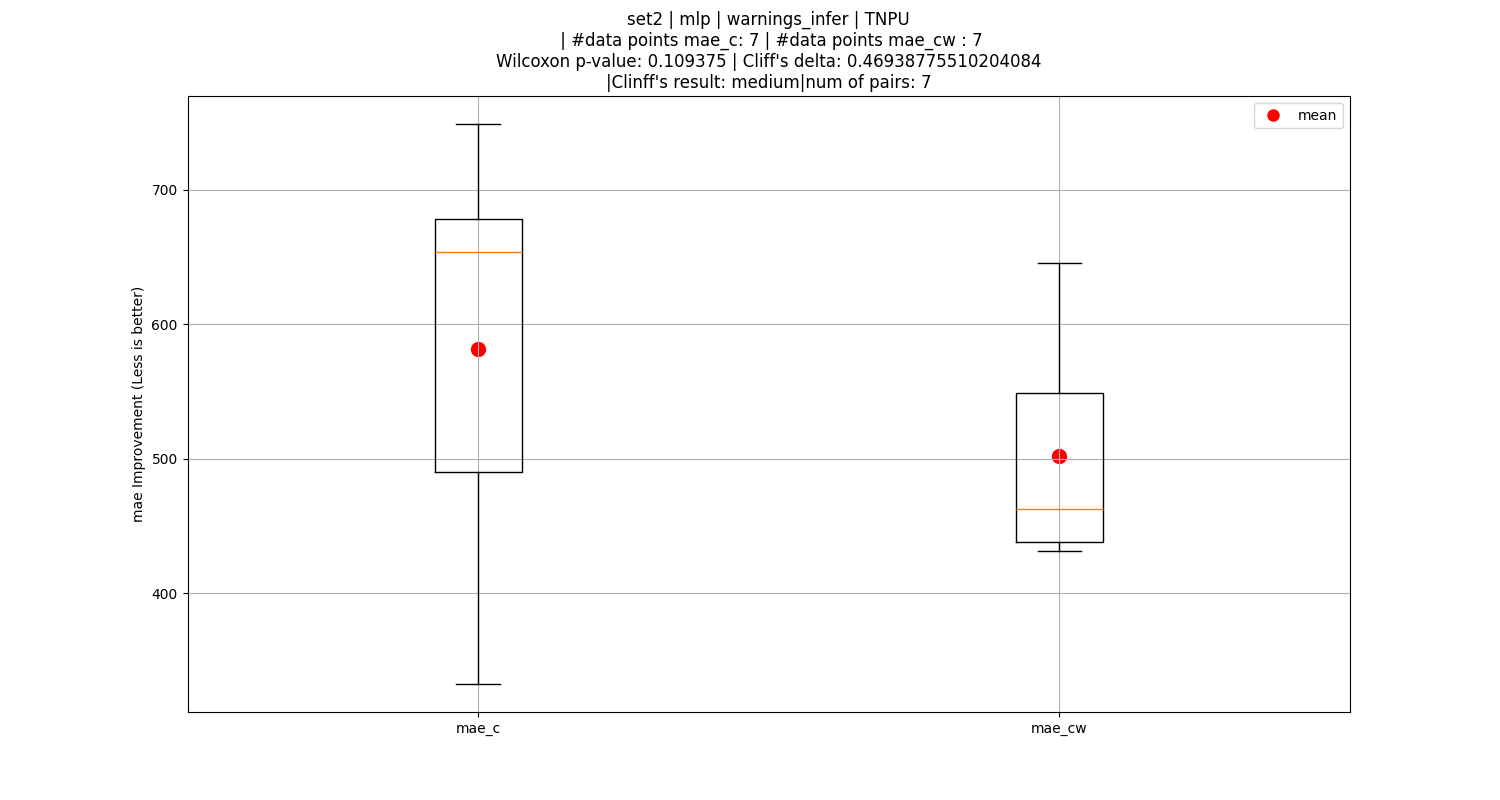 set2 | mlp | warnings_infer | TNPU
| #data points mae_c: 7 | #data points mae_cw : 7
Wilcoxon p-value: 0.109375 | Cliff's delta: 0.46938775510204084
|Clinff's result: medium|num of pairs: 7
mean
700
600
500
400
mae Improvement (Less is better)
mae_c
mae_cw